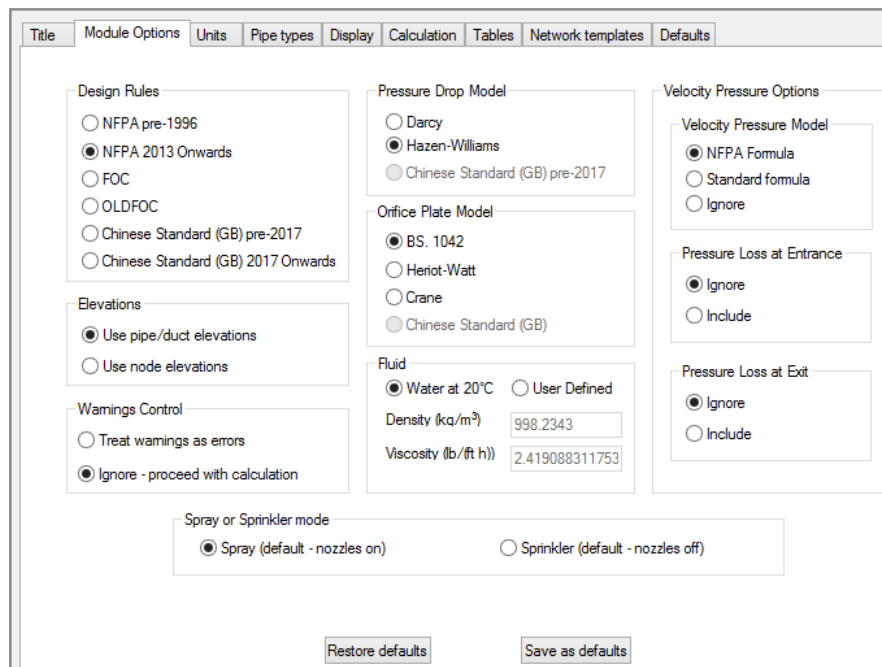 Title Module Options Units Pipe types Display Calculation Tables Network templates Defaults
Design Rules
NFPA pre-1996
NFPA 2013 Onwards
FOC
OLDFOC
Chinese Standard (GB) pre-2017
Chinese Standard (GB) 2017 Onwards
Elevations
Use pipe/duct elevations
Use node elevations
Warnings Control
Treat warnings as errors
Ignore - proceed with calculation
Pressure Drop Model
Darcy
Hazen-Williams
Chinese Standard (GB) pre-2017
Orifice Plate Model
BS. 1042
Heriot-Watt
Crane
Chinese Standard (GB)
Fluid
Water at 20°C User Defined
Density (kg/m³) 998.2343
Viscosity (lb/(ft h)) 2.419088311753
Velocity Pressure Options
Velocity Pressure Model
NFPA Formula
Standard formula
Ignore
Pressure Loss at Entrance
Ignore
Include
Pressure Loss at Exit
Ignore
Include
Spray or Sprinkler mode
Spray (default - nozzles on) Sprinkler (default - nozzles off)
Restore defaults Save as defaults